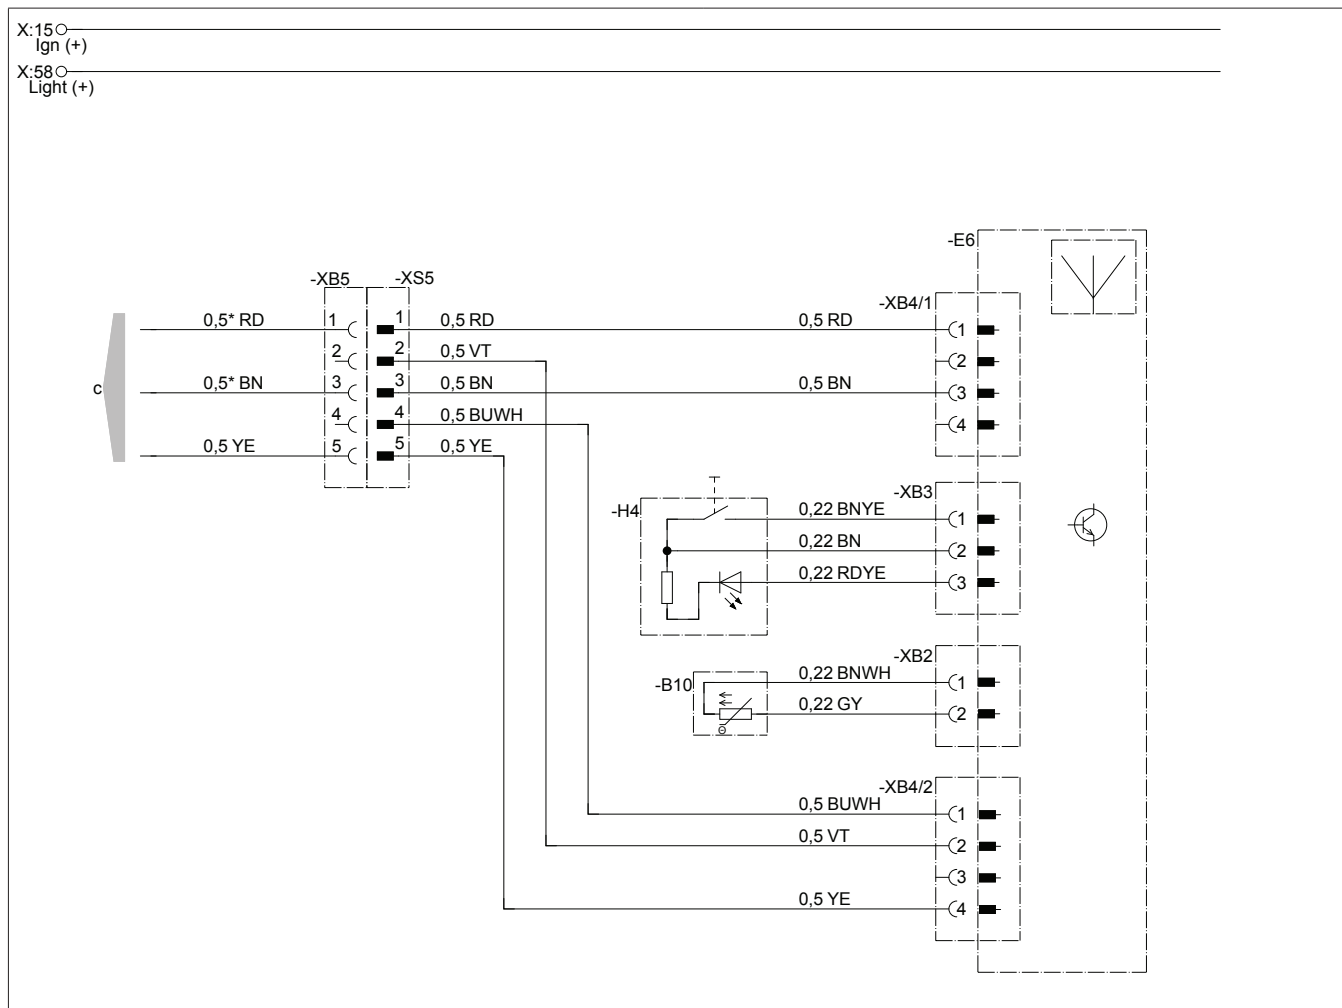 X:15
Ign (+)
X:58
Light (+)
-E6
-XB5 -XS5
-XB4/1
0,5* RD 1 1 0,5 RD 0,5 RD 1
2 2 0,5 VT 2
c 0,5* BN 3 3 0,5 BN 0,5 BN 3
4 4 0,5 BUWH 4
0,5 YE 5 5 0,5 YE
-XB3
-H4 0,22 BNYE 1
0,22 BN 2
0,22 RDYE 3
-XB2
-B10 0,22 BNWH 1
0,22 GY 2
-XB4/2
0,5 BUWH 1
0,5 VT 2
3
0,5 YE 4